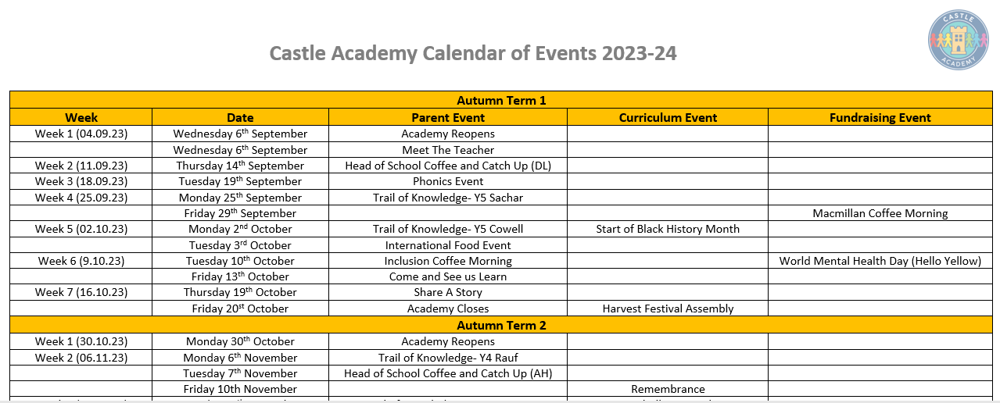 CASTLE
ACADEMY
Castle Academy Calendar of Events 2023-24
Autumn Term 1
Week Date Parent Event Curriculum Event Fundraising Event
Week 1 (04.09.23) Wednesday 6th September Academy Reopens
Wednesday 6th September Meet The Teacher
Week 2 (11.09.23) Thursday 14th September Head of School Coffee and Catch Up (DL)
Week 3 (18.09.23) Tuesday 19th September Phonics Event
Week 4 (25.09.23) Monday 25th September Trail of Knowledge- Y5 Sachar
Friday 29th September Macmillan Coffee Morning
Week 5 (02.10.23) Monday 2nd October Trail of Knowledge- Y5 Cowell Start of Black History Month
Tuesday 3rd October International Food Event
Week 6 (9.10.23) Tuesday 10th October Inclusion Coffee Morning World Mental Health Day (Hello Yellow)
Friday 13th October Come and See us Learn
Week 7 (16.10.23) Thursday 19th October Share A Story
Friday 20st October Academy Closes Harvest Festival Assembly
Autumn Term 2
Week 1 (30.10.23) Monday 30th October Academy Reopens
Week 2 (06.11.23) Monday 6th November Trail of Knowledge- Y4 Rauf
Tuesday 7th November Head of School Coffee and Catch Up (AH)
Friday 10th November Remembrance